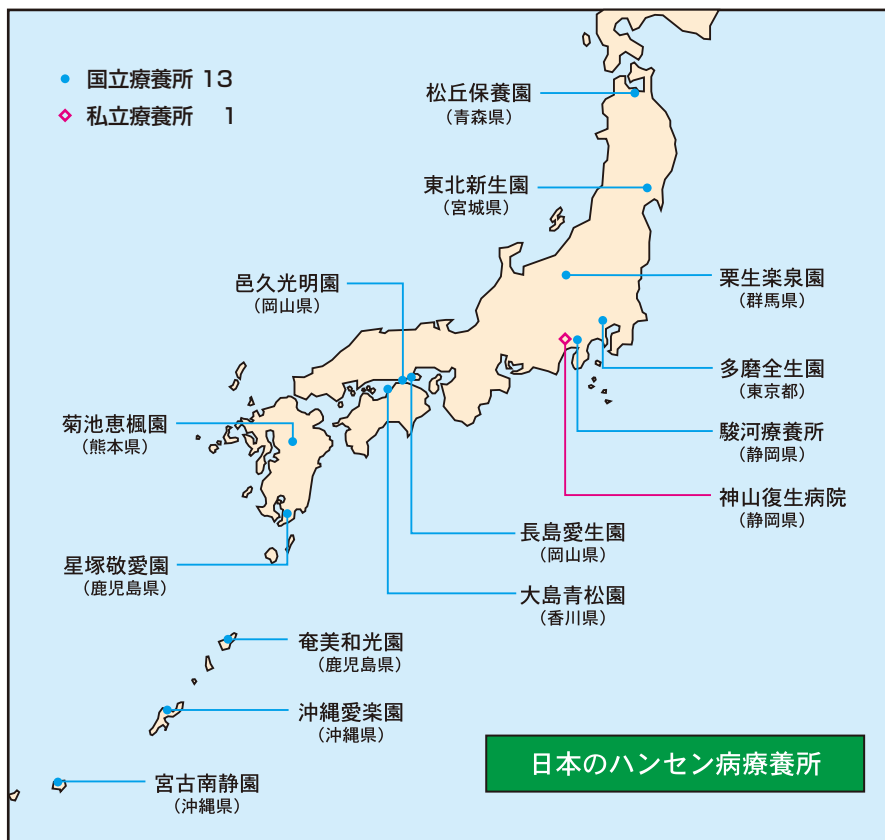 国立療養所 13
私立療養所 1
松丘保養園
（青森県）
東北新生園
（宮城県）
栗生楽泉園
（群馬県）
邑久光明園
（岡山県）
多磨全生園
（東京都）
菊池恵楓園
（熊本県）
駿河療養所
（静岡県）
神山復生病院
（静岡県）
長島愛生園
（岡山県）
星塚敬愛園
（鹿児島県）
大島青松園
（香川県）
奄美和光園
（鹿児島県）
沖縄愛楽園
（沖縄県）
宮古南静園
（沖縄県）
日本のハンセン病療養所